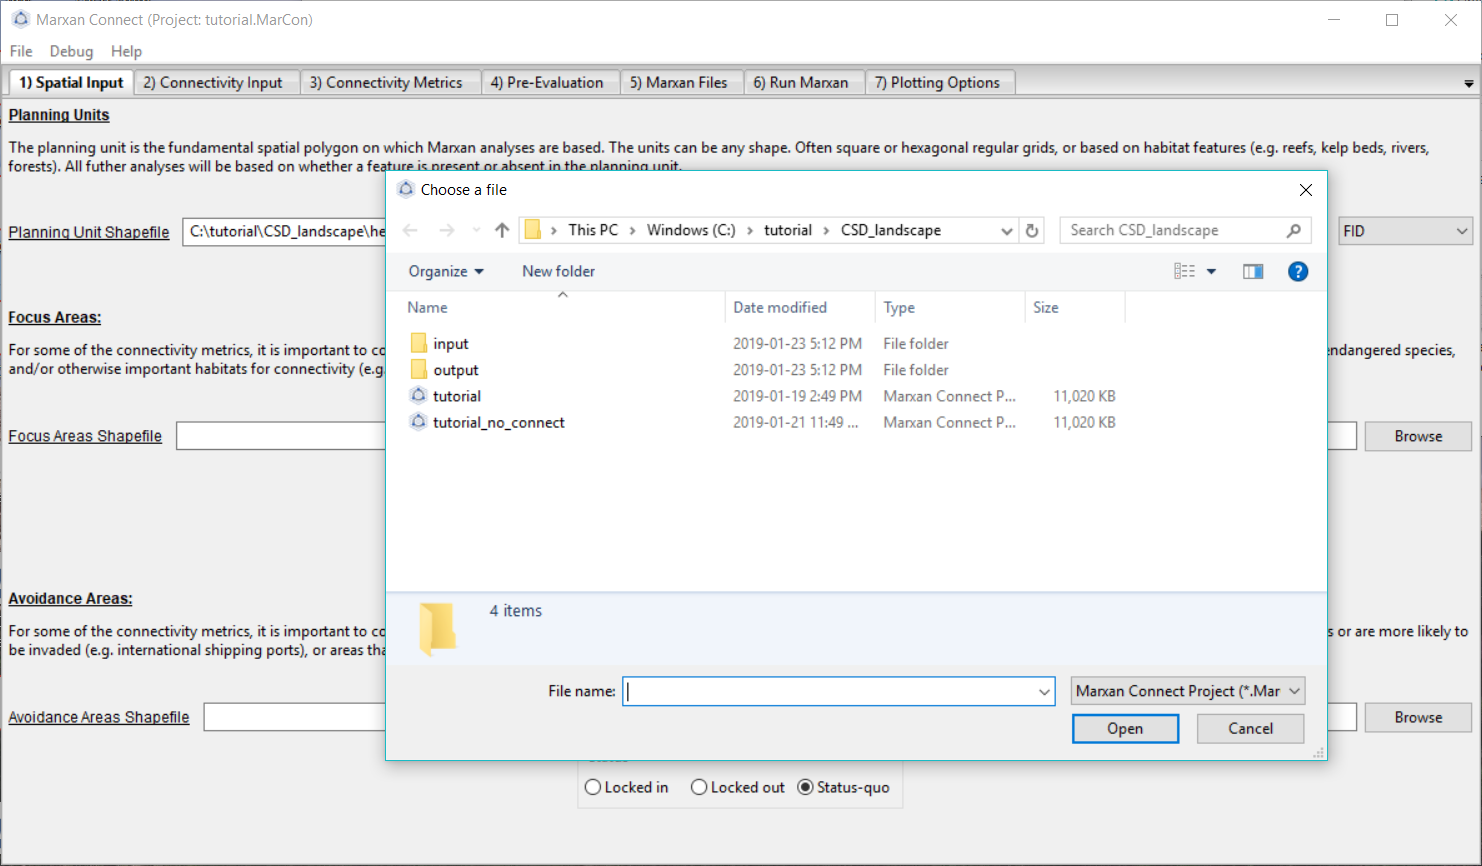 Marxan Connect (Project: tutorial.MarCon)
File Debug Help
1) Spatial Input 2) Connectivity Input 3) Connectivity Metrics 4) Pre-Evaluation 5) Marxan Files 6) Run Marxan 7) Plotting Options
Planning Units
The planning unit is the fundamental spatial polygon on which Marxan analyses are based. The units can be any shape. Often square or hexagonal regular grids, or based on habitat features (e.g. reefs, kelp beds, rivers,
forests). All futher analyses will be based on whether a feature is present or absent in the planning unit.
Planning Unit Shapefile C:\tutorial\CSD_landscape\he
FID
Focus Areas:
For some of the connectivity metrics, it is important to co
ndangered species,
and/or otherwise important habitats for connectivity (e.g.
Focus Areas Shapefile
Browse
Avoidance Areas:
For some of the connectivity metrics, it is important to co
s or are more likely to
be invaded (e.g. international shipping ports), or areas tha
Avoidance Areas Shapefile
Browse
Locked in Locked out Status-quo
Choose a file
This PC Windows (C:) tutorial CSD_landscape
Search CSD_landscape
Organize New folder
Name Date modified Type Size
input 2019-01-23 5:12 PM File folder
output 2019-01-23 5:12 PM File folder
tutorial 2019-01-19 2:49 PM Marxan Connect P... 11,020 KB
tutorial_no_connect 2019-01-21 11:49 ... Marxan Connect P... 11,020 KB
4 items
File name:
Marxan Connect Project (*.Mar
Open Cancel